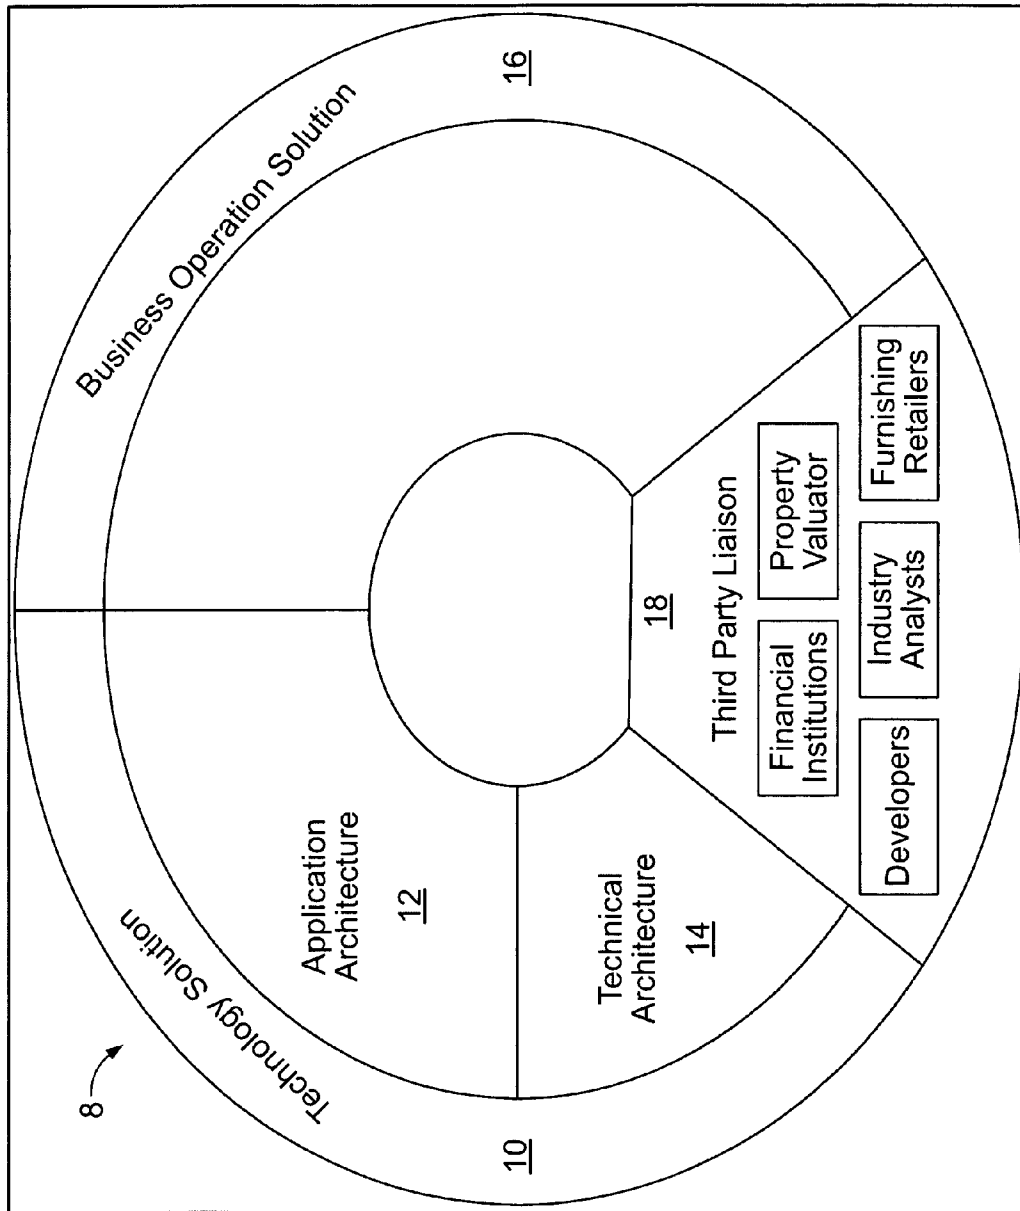 8
Technology Solution
10
Business Operation Solution
16
Application
Architecture
12
Technical
Architecture
14
18
Third Party Liaison
Financial
Institutions
Property
Valuator
Developers
Industry
Analysts
Furnishing
Retailers